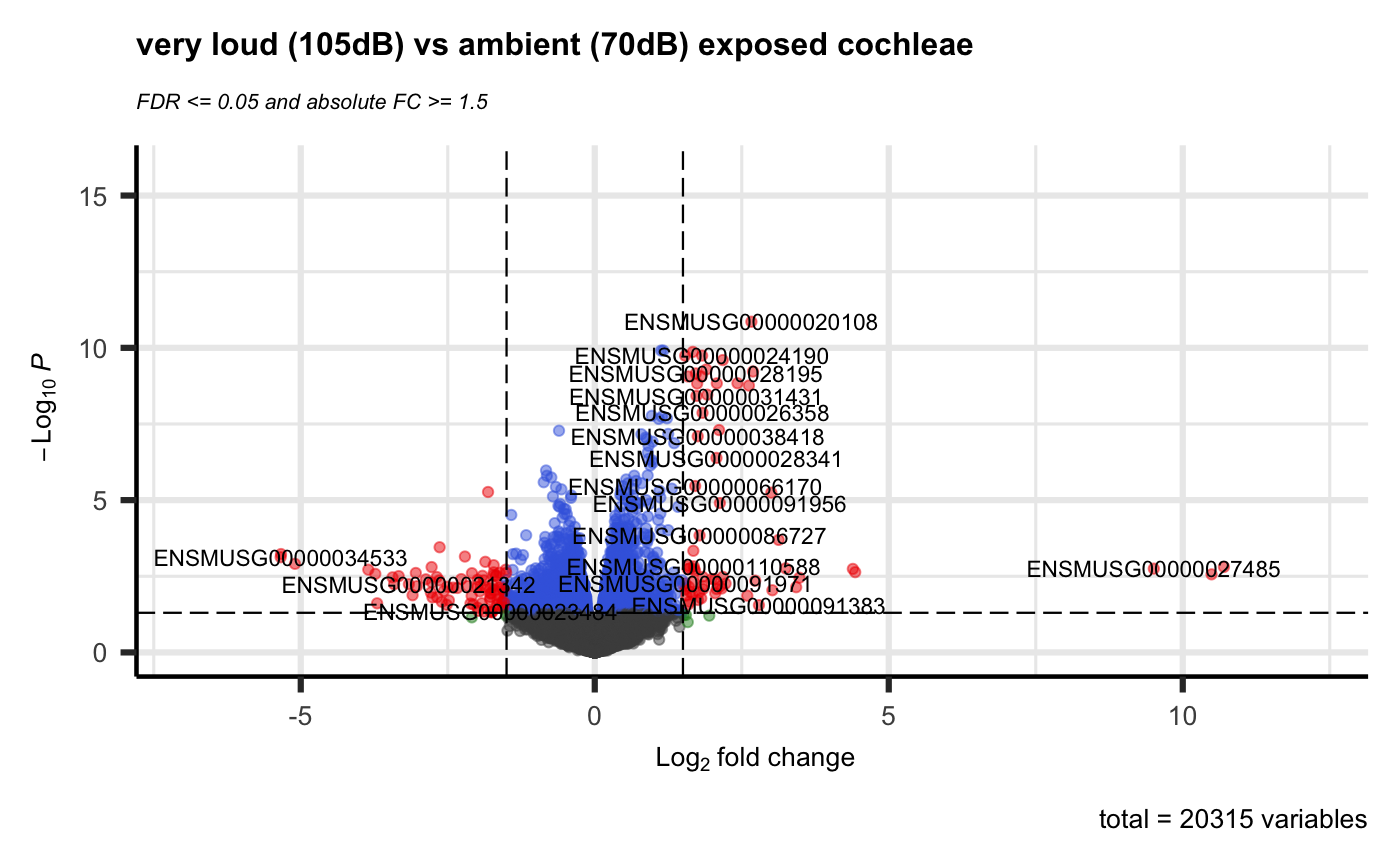 very loud (105dB) vs ambient (70dB) exposed cochleae
FDR <= 0.05 and absolute FC >= 1.5
−Log10 P
15
10
5
0
ENSMUSG00000020108
ENSMUSG00000024190
ENSMUSG00000028195
ENSMUSG00000031431
ENSMUSG00000026358
ENSMUSG00000038418
ENSMUSG00000028341
ENSMUSG00000066170
ENSMUSG00000091956
ENSMUSG00000086727
ENSMUSG00000034533
ENSMUSG00000110588
ENSMUSG00000027485
ENSMUSG00000021342
ENSMUSG00000091971
ENSMUSG00000023484
ENSMUSG00000091383
-5
0
5
10
Log2 fold change
total = 20315 variables